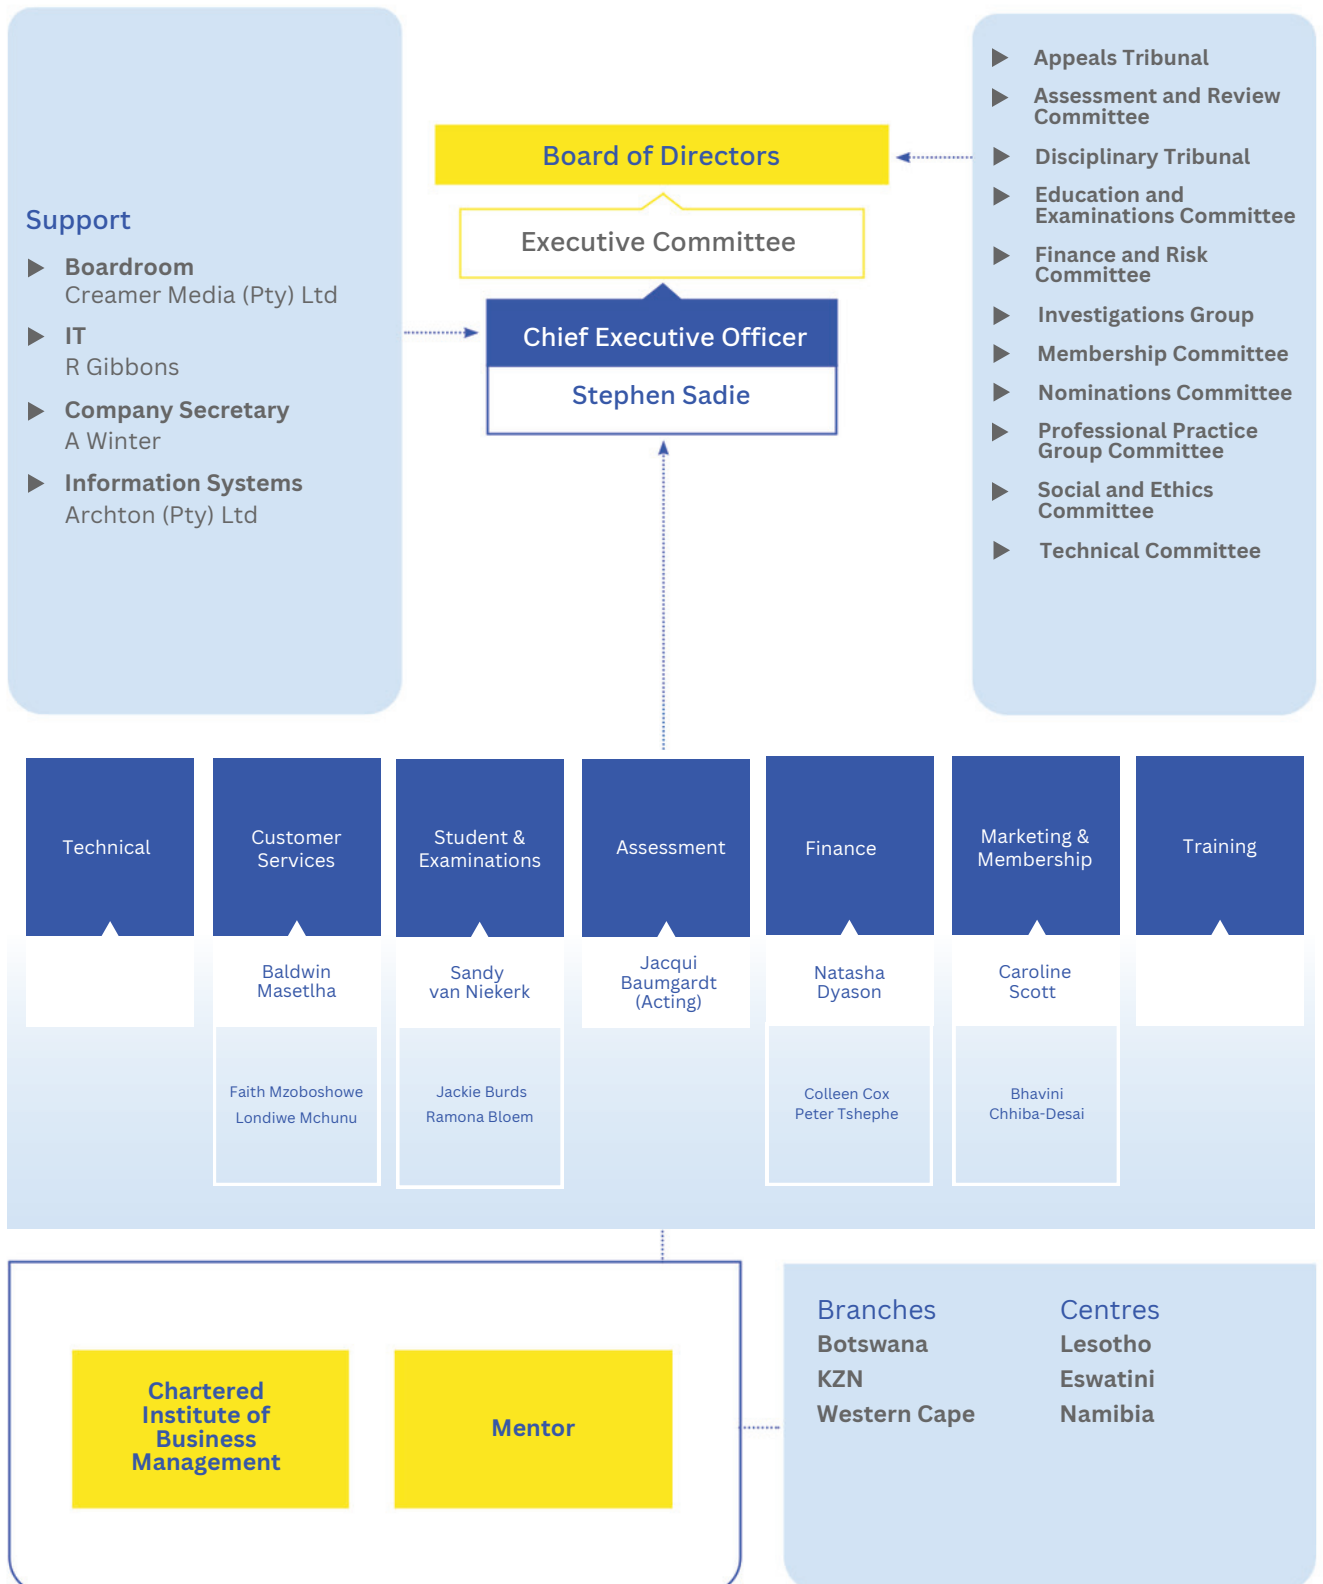 Support
Boardroom
Creamer Media (Pty) Ltd
IT
R Gibbons
Company Secretary
A Winter
Information Systems
Archton (Pty) Ltd
Board of Directors
Executive Committee
Chief Executive Officer
Stephen Sadie
Appeals Tribunal
Assessment and Review
Committee
Disciplinary Tribunal
Education and
Examinations Committee
Finance and Risk
Committee
Investigations Group
Membership Committee
Nominations Committee
Professional Practice
Group Committee
Social and Ethics
Committee
Technical Committee
Technical
Customer
Services
Baldwin
Masetlha
Faith Mzoboshowe
Londiwe Mchunu
Student &
Examinations
Sandy
van Niekerk
Jackie Burds
Ramona Bloem
Assessment
Jacqui
Baumgardt
(Acting)
Finance
Natasha
Dyason
Colleen Cox
Peter Tshephe
Marketing &
Membership
Caroline
Scott
Bhavini
Chhiba-Desai
Training
Chartered
Institute of
Business
Management
Mentor
Branches
Botswana
KZN
Western Cape
Centres
Lesotho
Eswatini
Namibia